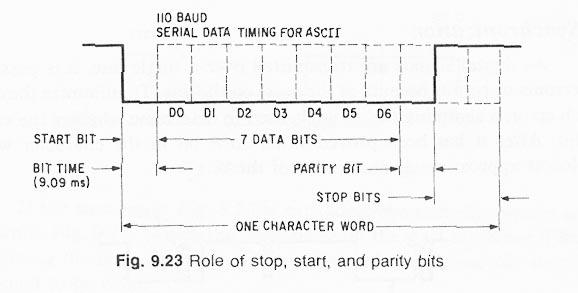 110 BAUD
SERIAL DATA TIMING FOR ASCII
D0 D1 D2 D3 D4 D5 D6
START BIT
7 DATA BITS
BIT TIME
(9.09 ms)
PARITY BIT
STOP BITS
ONE CHARACTER WORD
Fig. 9.23 Role of stop, start, and parity bits